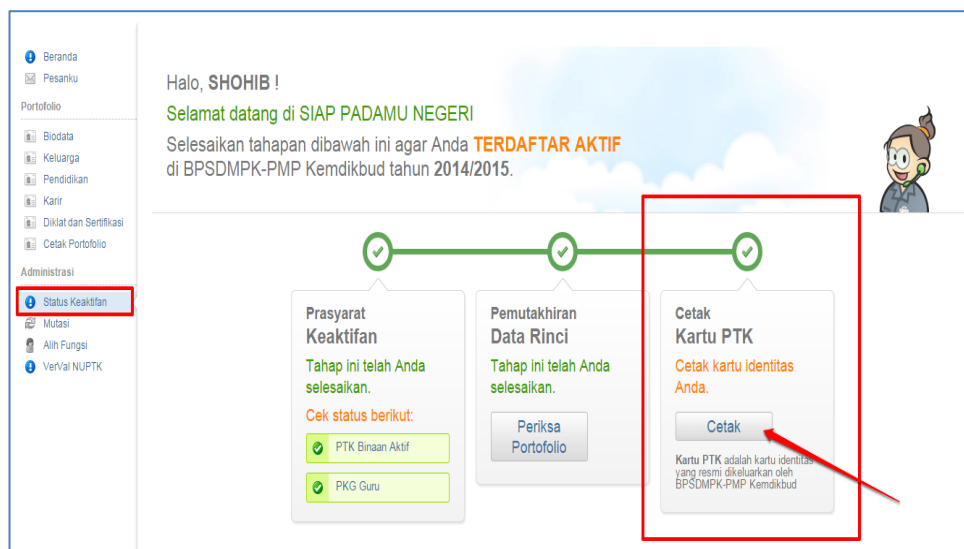 Beranda
Pesanku
Portofolio
Biodata
Keluarga
Pendidikan
Karir
Diklat dan Sertifikasi
Cetak Portofolio
Administrasi
Status Keaktifan
Mutasi
Alih Fungsi
VerVal NUPTK
Halo, SHOHIB !
Selamat datang di SIAP PADAMU NEGERI
Selesaikan tahapan dibawah ini agar Anda TERDAFTAR AKTIF
di BPSDMPK-PMP Kemdikbud tahun 2014/2015.
Prasyarat
Keaktifan
Tahap ini telah Anda
selesaikan.
Cek status berikut:
PTK Binaan Aktif
PKG Guru
Pemutakhiran
Data Rinci
Tahap ini telah Anda
selesaikan.
Periksa
Portofolio
Cetak
Kartu PTK
Cetak kartu identitas
Anda.
Cetak
Kartu PTK adalah kartu identitas
yang resmi dikeluarkan oleh
BPSDMPK-PMP Kemdikbud